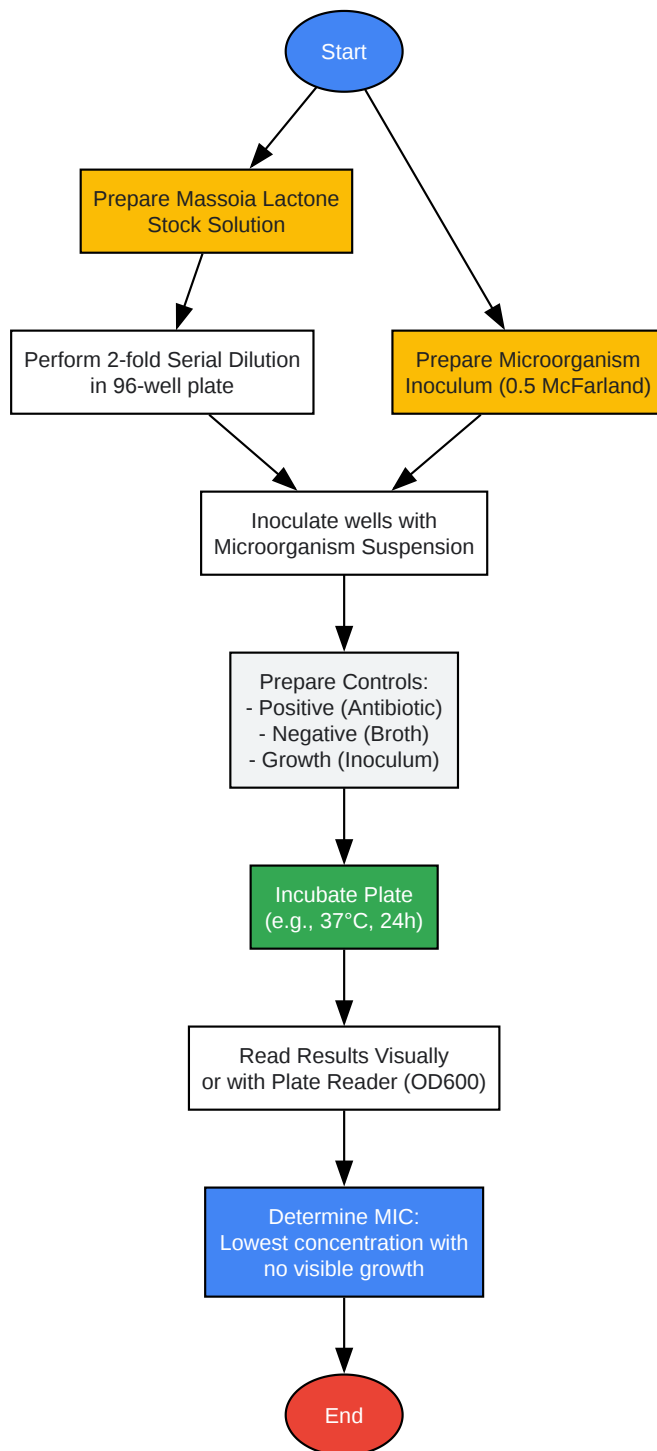 Start
Prepare Massoia Lactone
Stock Solution
Perform 2-fold Serial Dilution
in 96-well plate
Prepare Microorganism
Inoculum (0.5 McFarland)
Inoculate wells with
Microorganism Suspension
Prepare Controls:
- Positive (Antibiotic)
- Negative (Broth)
- Growth (Inoculum)
Incubate Plate
(e.g., 37°C, 24h)
Read Results Visually
or with Plate Reader (OD600)
Determine MIC:
Lowest concentration with
no visible growth
End